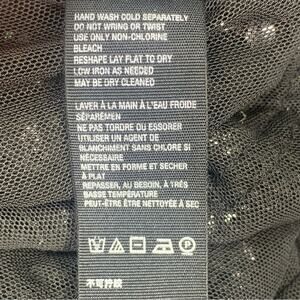 HAND WASH COLD SEPARATELY
DO NOT WRING OR TWIST
USE ONLY NON-CHLORINE
BLEACH
RESHAPE LAY FLAT TO DRY
LOW IRON AS NEEDED
MAY BE DRY CLEANED
LAVER À LA MAIN À L'EAU FROIDE
SÉPARÉMEN
NE PAS TORDRE OU ESSORER
UTILISER UN AGENT DE
BLANCHIMENT SANS CHLORE SI
NÉCESSAIRE
METTRE EN FORME ET SECHER
À PLAT
REPASSER, AU BESOIN, À TRÈS
BASSE TEMPÉRATURE
PEUT-ÊTRE ÊTRE NETTOYÉE À SEC
P
不可拧绞